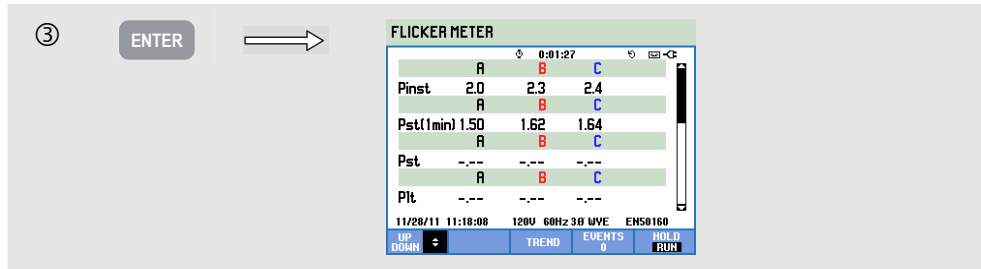 ③ ENTER
FLICKER METER
0:01:27
A B C
Pinst 2.0 2.3 2.4
A B C
Pst(1min) 1.50 1.62 1.64
A B C
Pst -.-- -.-- -.--
A B C
Plt -.-- -.-- -.--
11/28/11 11:18:08 120V 60Hz 3Ø WYE EN50160
UP DOWN TREND EVENTS 0 HOLD RUN